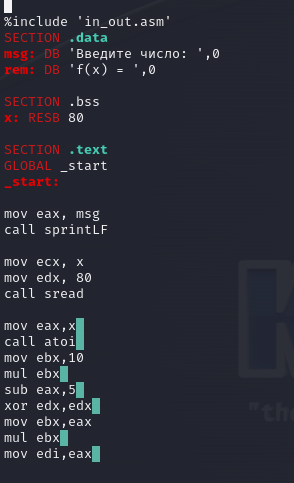 %include 'in_out.asm'
SECTION .data
msg: DB 'Введите число: ',0
rem: DB 'f(x) = ',0

SECTION .bss
x: RESB 80

SECTION .text
GLOBAL _start
_start:

mov eax, msg
call sprintLF

mov ecx, x
mov edx, 80
call sread

mov eax,x
call atoi
mov ebx,10
mul ebx
sub eax,5
xor edx,edx
mov ebx,eax
mul ebx
mov edi,eax
"the